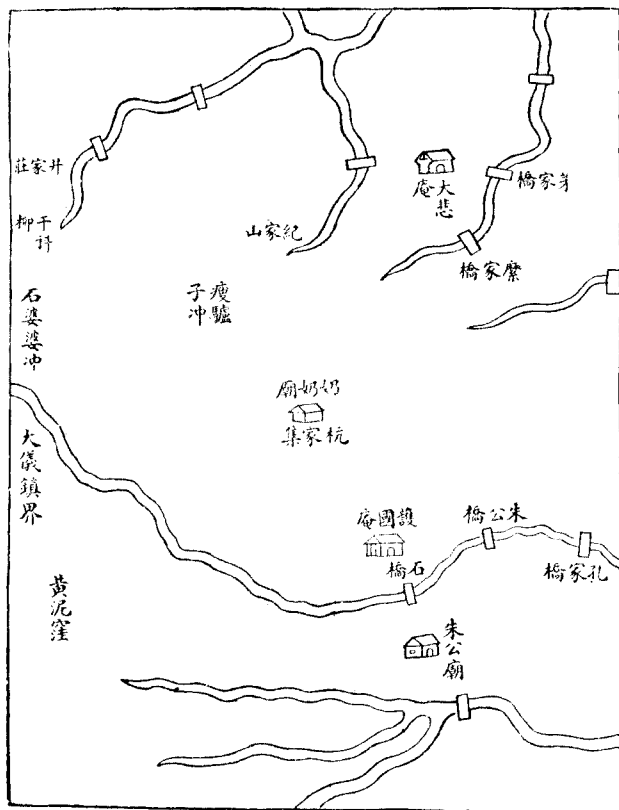 井家莊
柳干
紀家山
大悲
庵
茅家橋
糜家橋
瘦驢
子冲
石婆婆冲
奶奶廟
杭家集
大儀鎮界
護國庵
石橋
朱公橋
孔家橋
黃泥窪
朱公廟